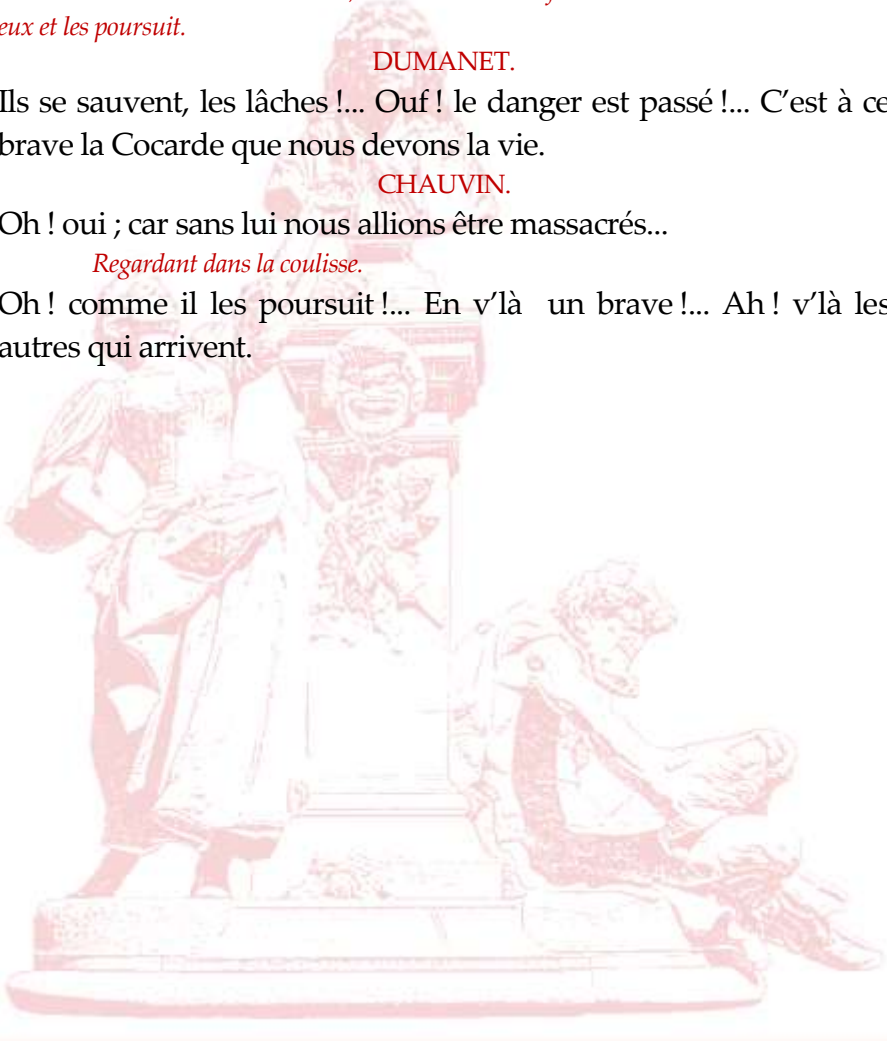 eux et les poursuit.
DUMANET.
Ils se sauvent, les lâches !... Ouf ! le danger est passé !... C’est à ce
brave la Cocarde que nous devons la vie.
CHAUVIN.
Oh ! oui ; car sans lui nous allions être massacrés...
Regardant dans la coulisse.
Oh ! comme il les poursuit !... En v’là un brave !... Ah ! v’là les
autres qui arrivent.